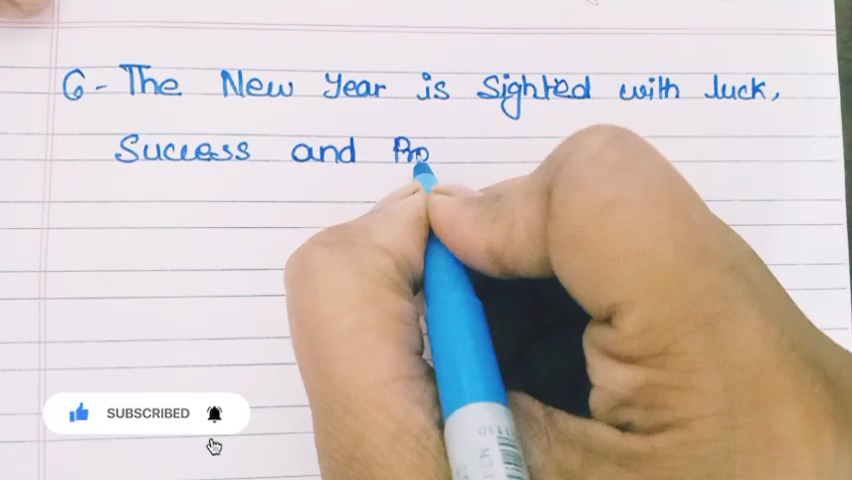 6- The New Year is Sighted with luck,
Success and Pro
SUBSCRIBED